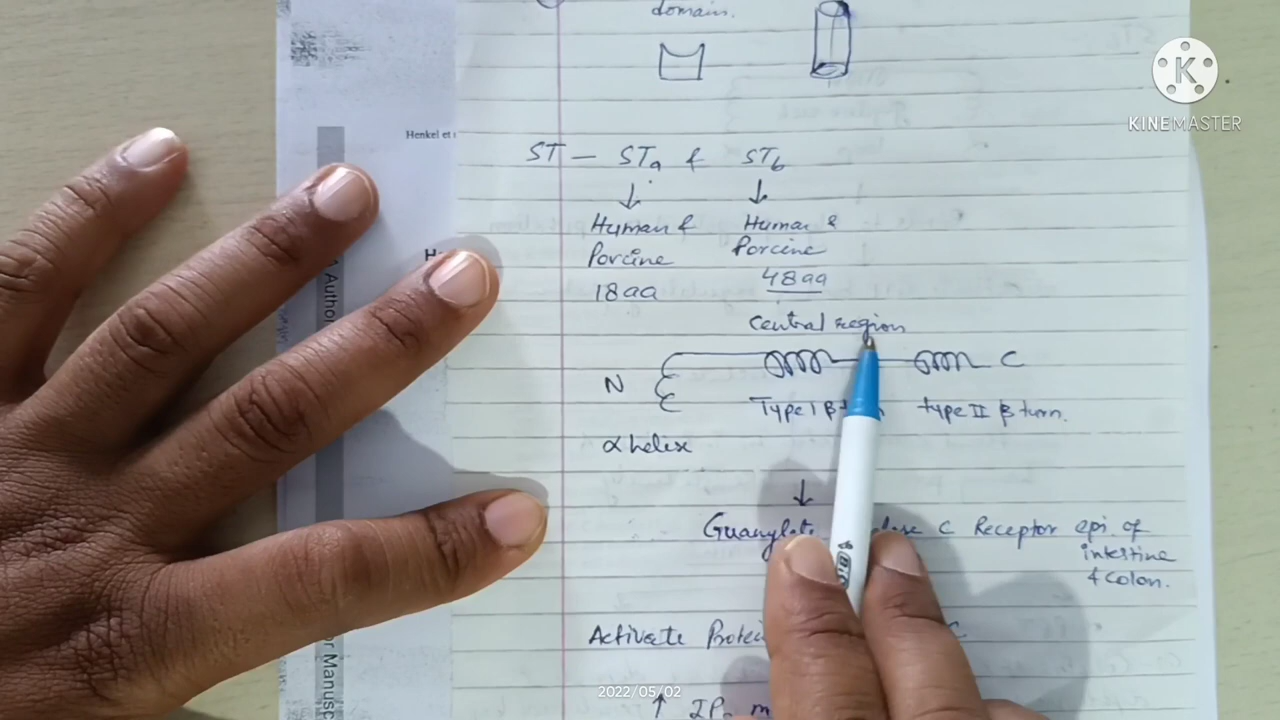 domain.
KINEMASTER
Henkel et
ST — STa & STb
↓ ↓
Human & Human &
Porcine Porcine
18aa 48aa
Central region
N C
Type I β type II β turn.
α helix
↓
Guanylate C Receptor epi. of
intestine
& colon.
Activate C
↑
2022/05/02